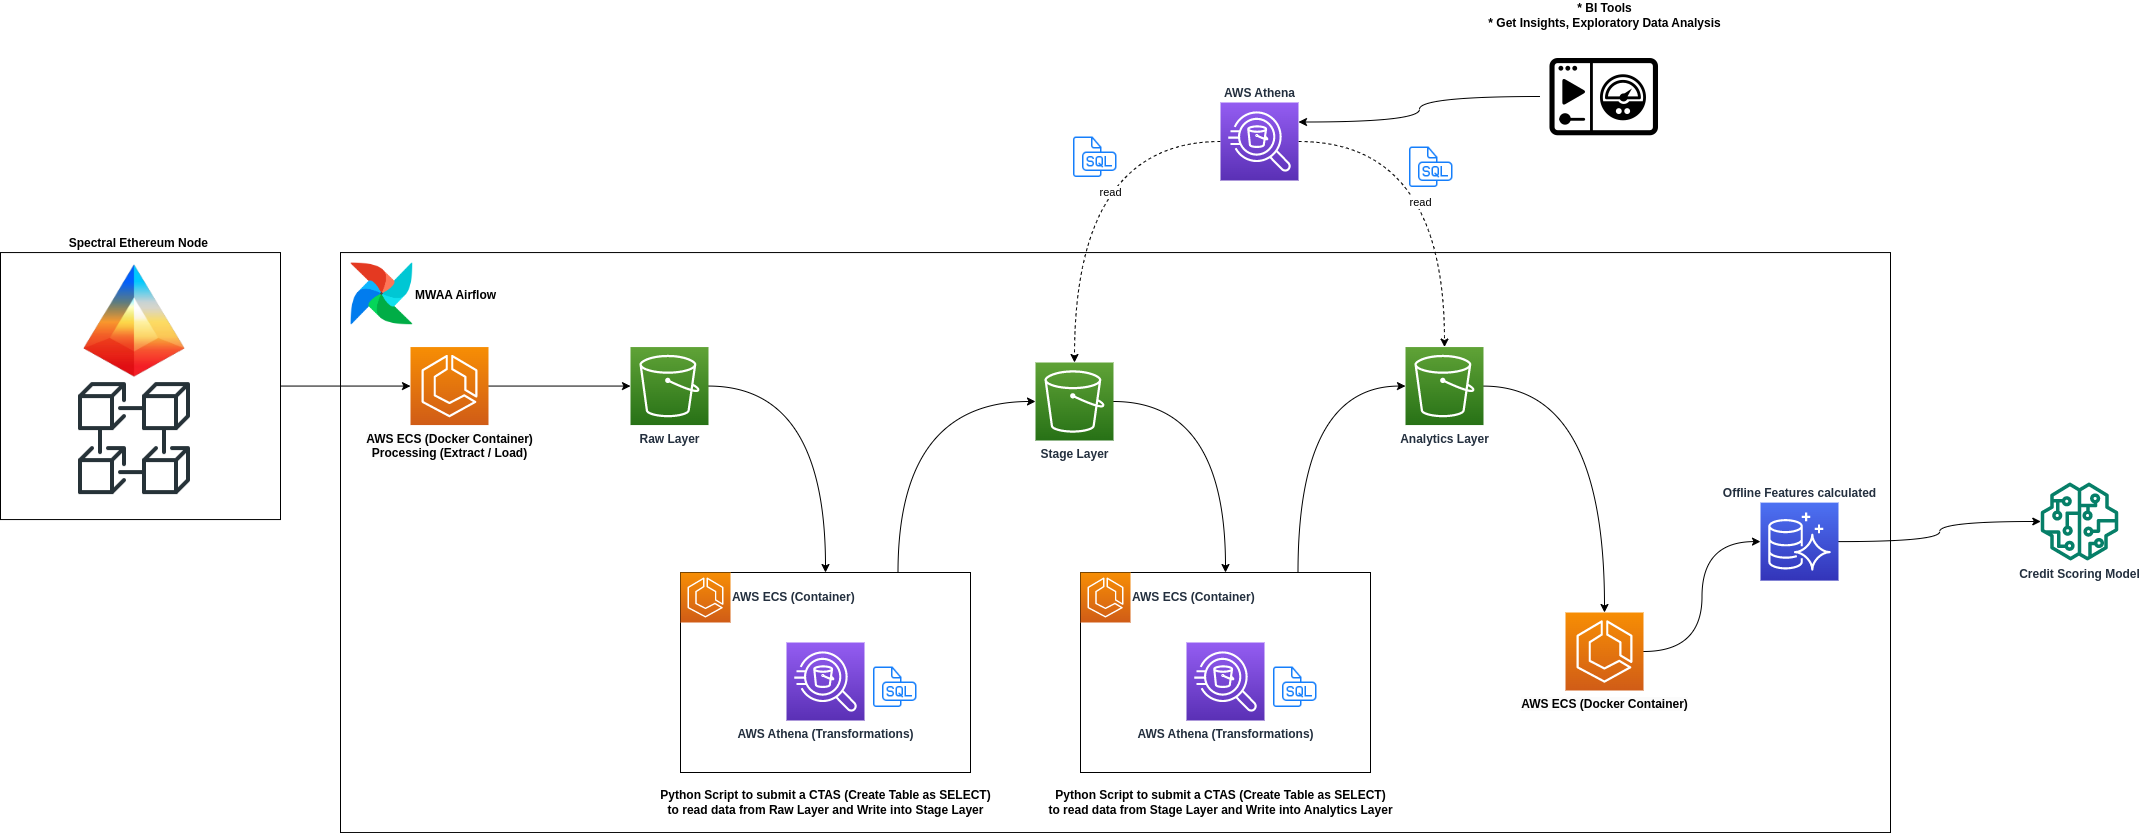 * BI Tools
* Get Insights, Exploratory Data Analysis
AWS Athena
SQL
read
SQL
read
Spectral Ethereum Node
MWAA Airflow
AWS ECS (Docker Container)
Processing (Extract / Load)
Raw Layer
Stage Layer
Analytics Layer
Offline Features calculated
Credit Scoring Model
AWS ECS (Container)
SQL
AWS Athena (Transformations)
Python Script to submit a CTAS (Create Table as SELECT)
to read data from Raw Layer and Write into Stage Layer
AWS ECS (Container)
SQL
AWS Athena (Transformations)
Python Script to submit a CTAS (Create Table as SELECT)
to read data from Stage Layer and Write into Analytics Layer
AWS ECS (Docker Container)